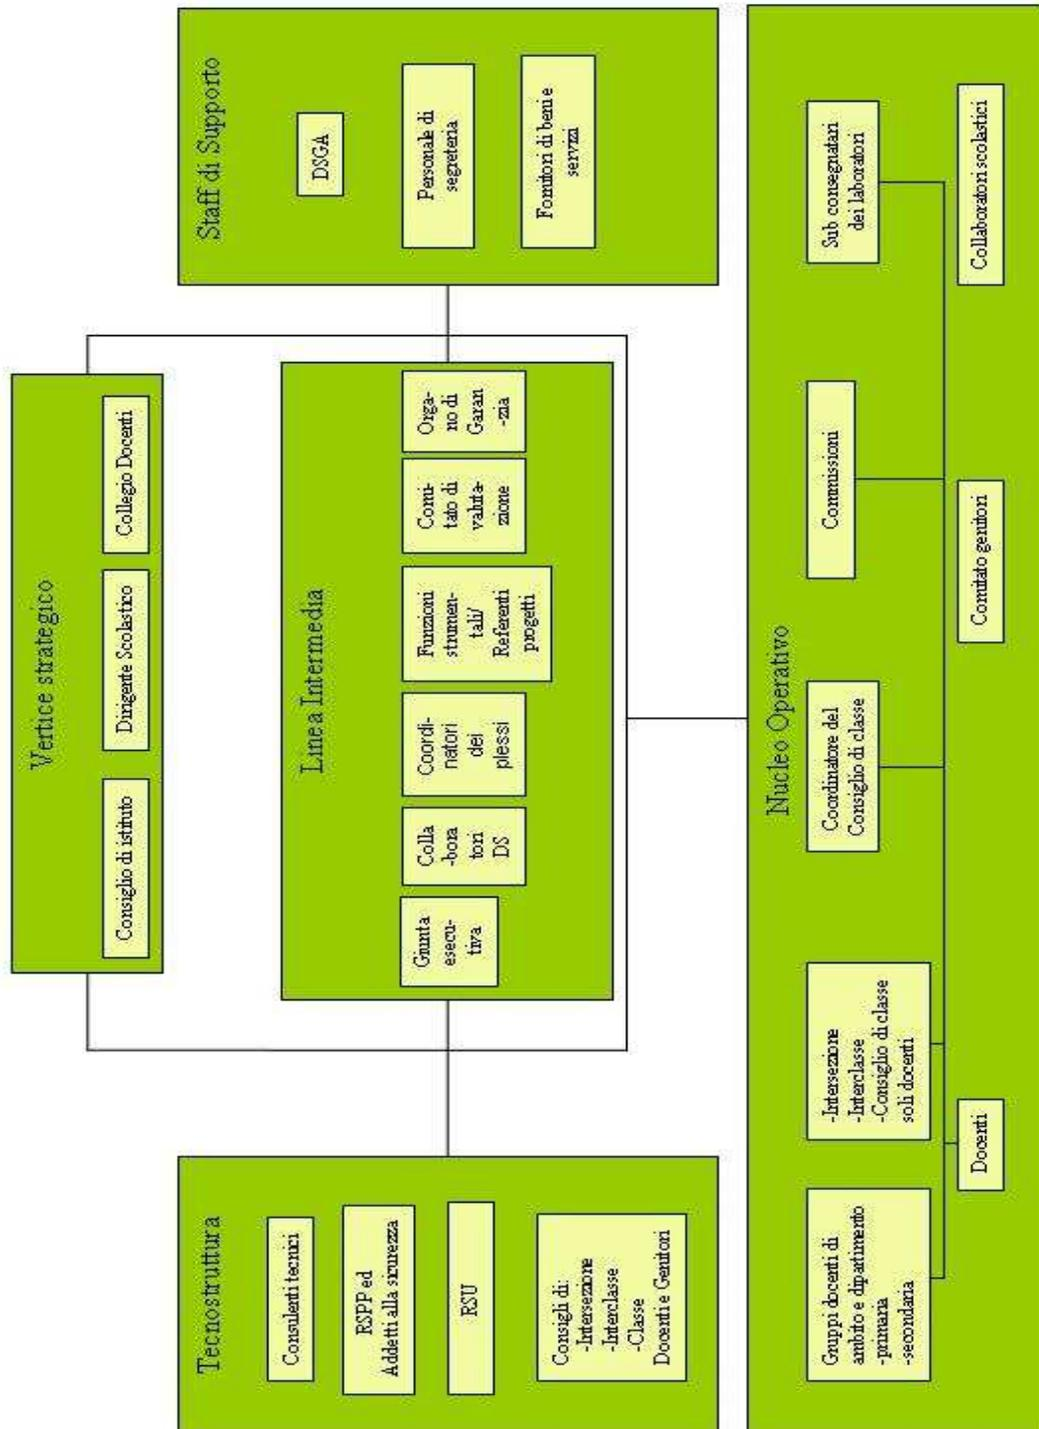 Vertice strategico
Consiglio di istituto
Dirigente Scolastico
Collegio Docenti
Tecnostruttura
Consulenti tecnici
RSPP ed
Addetti alla sicurezza
RSU
Consigli di:
-Intersezione
-Interclasse
-Classe
Docenti e Genitori
Linea Intermedia
Giunta
esecu-
tiva
Colla
-bora
tori
DS
Coordi-
natori
dei
plessi
Funzioni
strumen-
tali/
Referenti
progetti
Comi-
tato di
valuta-
zione
Orga-
no di
Garan
-zia
Staff di Supporto
DSGA
Personale di
segreteria
Fornitori di beni e
servizi
Nucleo Operativo
Gruppi docenti di
ambito e dipartimento
-primaria
-secondaria
-Intersezione
-Interclasse
-Consiglio di classe
soli docenti
Coordinatore del
Consiglio di classe
Commissioni
Sub consegnatari
dei laboratori
Docenti
Comitato genitori
Collaboratori scolastici